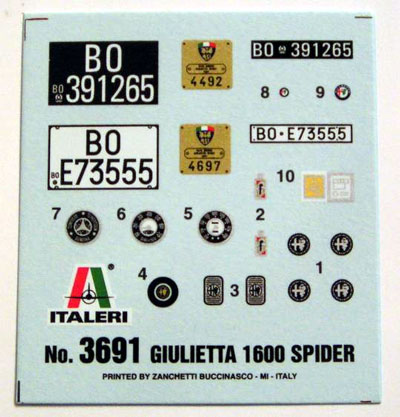 BO
BO 391265
4492
BO 391265
8 9
BO
BO E73555
4697
BO-E73555
10
7 6 5 2
4 3 1
ITALERI ®
No. 3691 GIULIETTA 1600 SPIDER
PRINTED BY ZANCHETTI BUCCINASCO - MI - ITALY